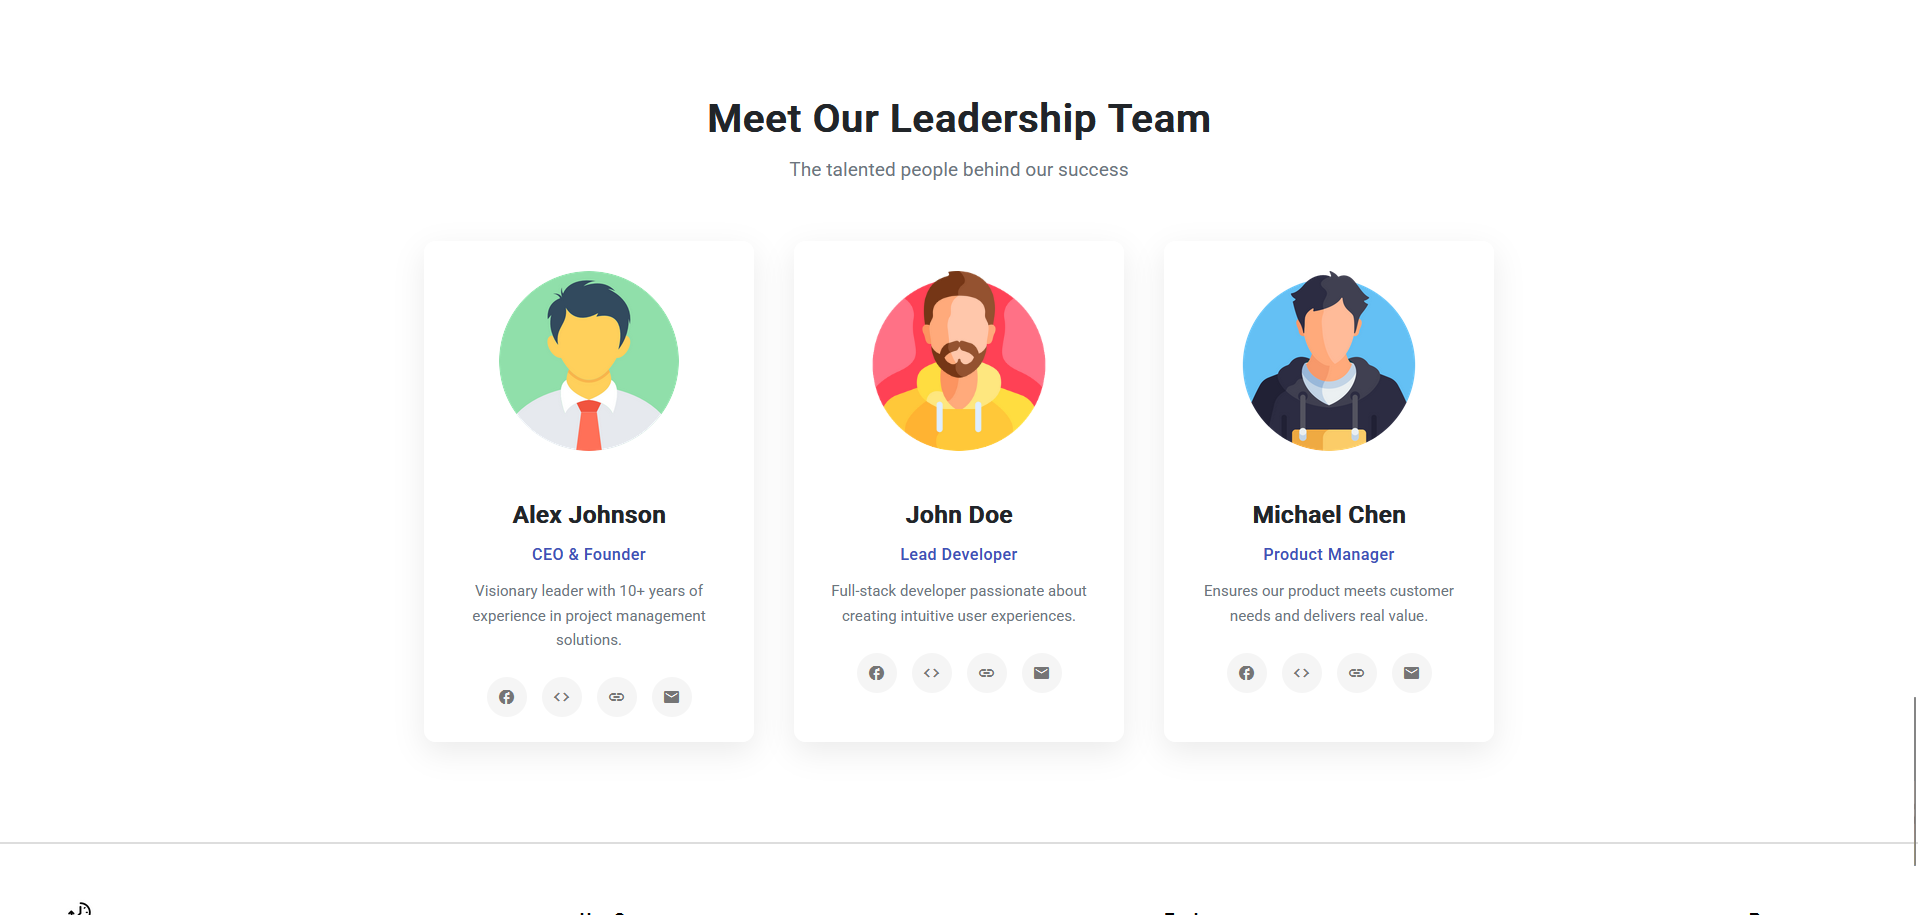 Meet Our Leadership Team
The talented people behind our success
Alex Johnson
CEO & Founder
Visionary leader with 10+ years of
experience in project management
solutions.
John Doe
Lead Developer
Full-stack developer passionate about
creating intuitive user experiences.
Michael Chen
Product Manager
Ensures our product meets customer
needs and delivers real value.